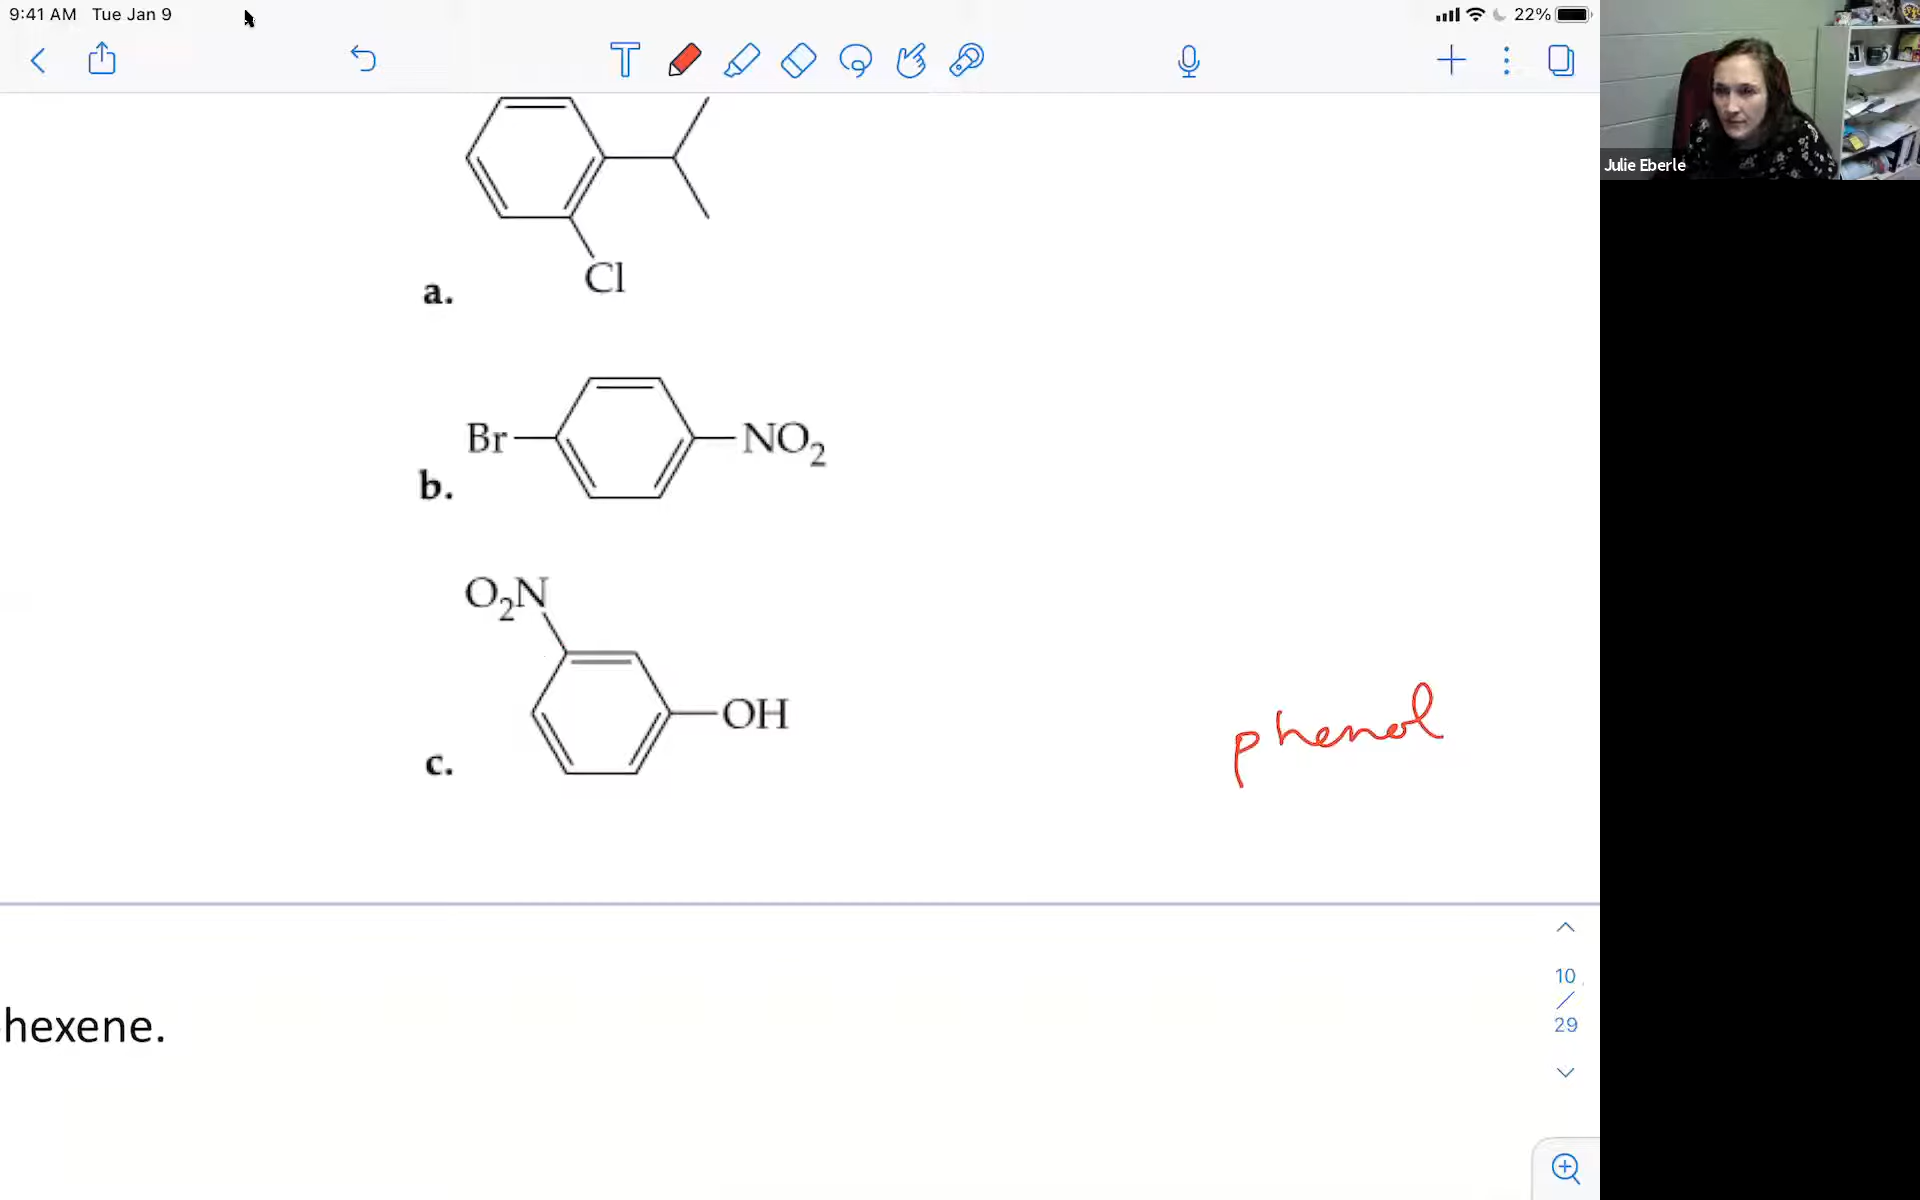 9:41 AM Tue Jan 9
22%
T
Julie Eberle
Cl
a.
Br NO₂
b.
O₂N
OH
phenol
c.
10
/
29
hexene.